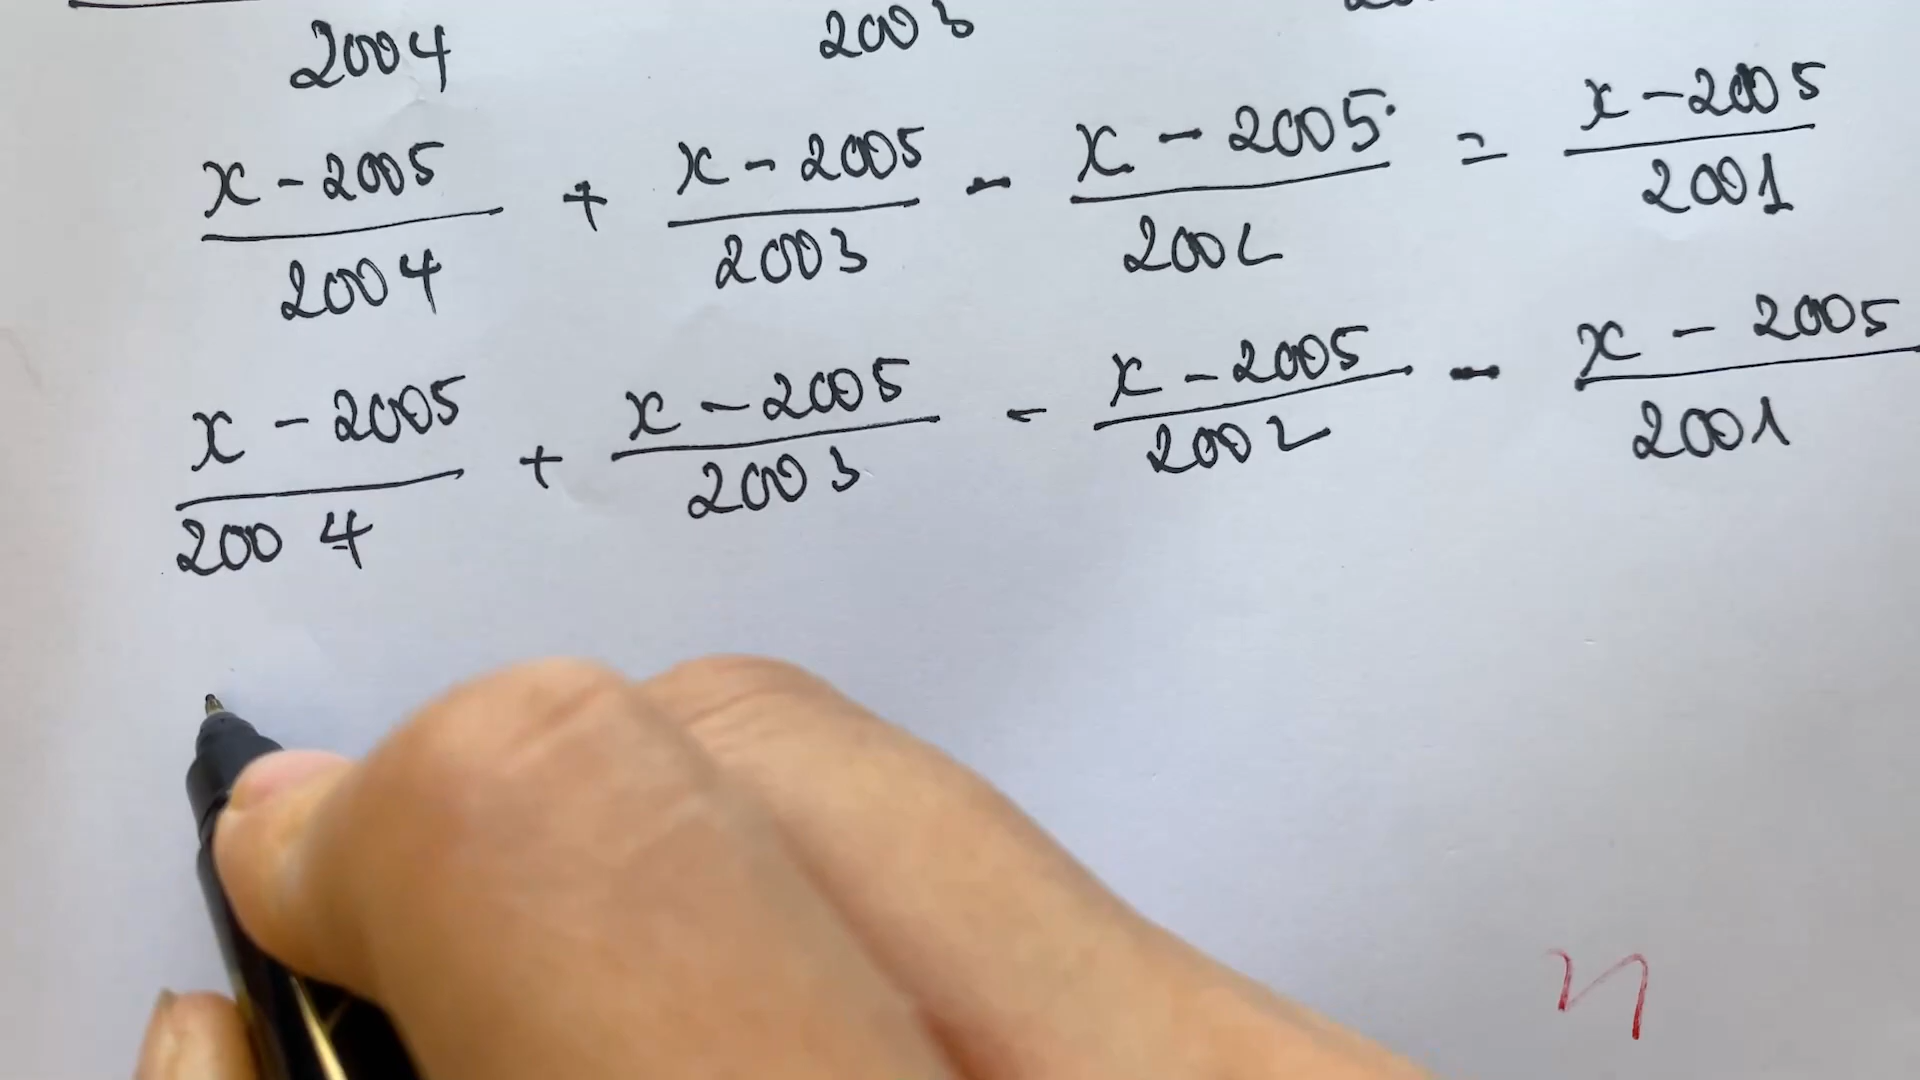 2004 2003
x - 2005 / 2004 + x - 2005 / 2003 - x - 2005 / 2002 = x - 2005 / 2001
x - 2005 / 2004 + x - 2005 / 2003 - x - 2005 / 2002 - x - 2005 / 2001